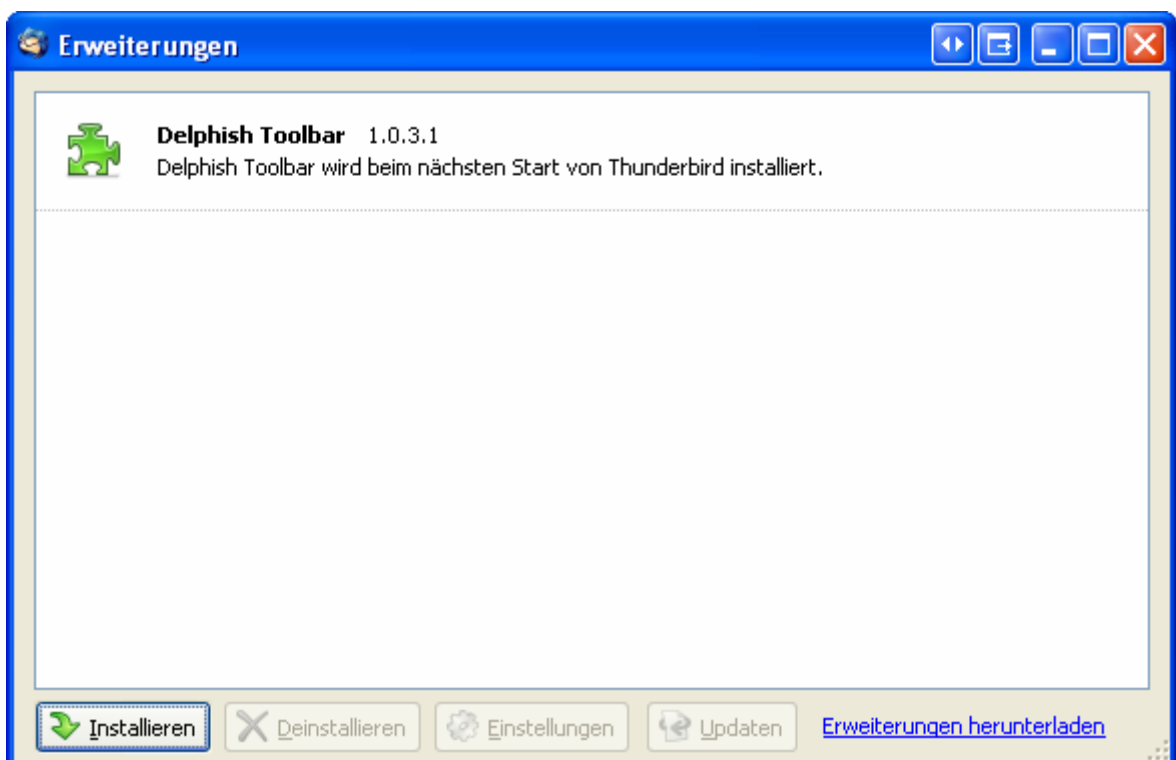 Erweiterungen
Delphish Toolbar 1.0.3.1
Delphish Toolbar wird beim nächsten Start von Thunderbird installiert.
Installieren Deinstallieren Einstellungen Updaten Erweiterungen herunterladen